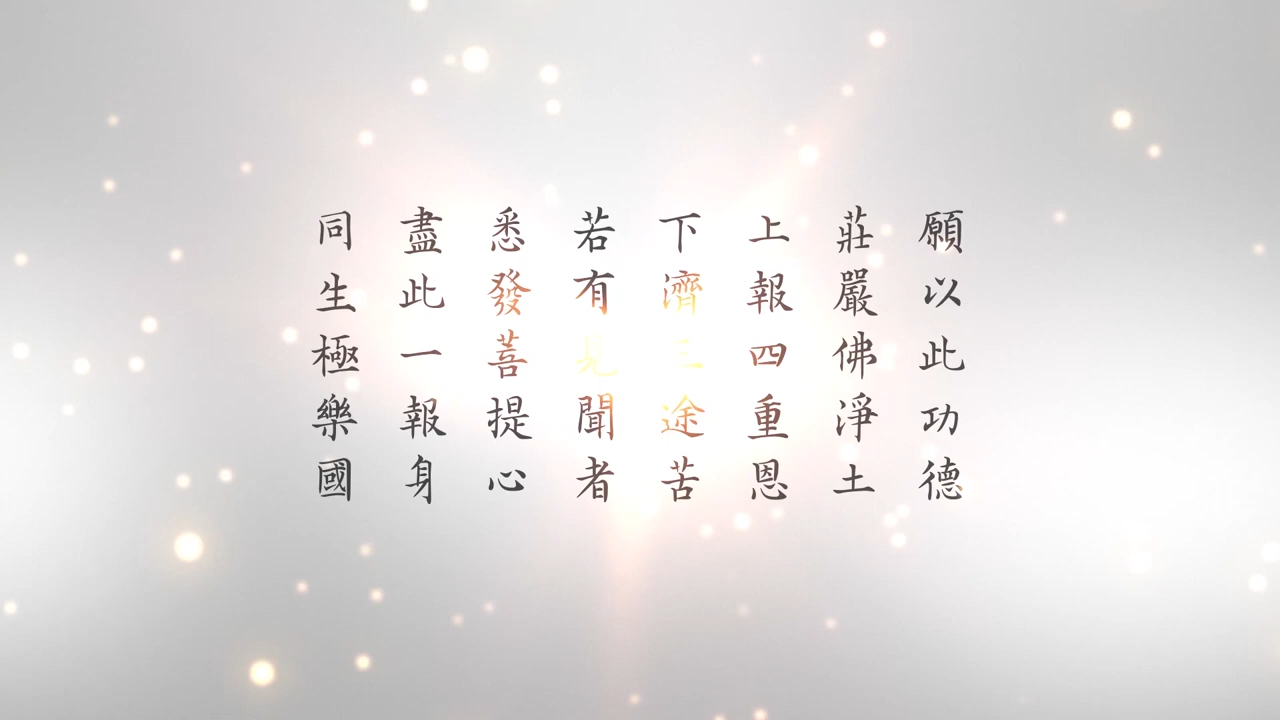 願以此功德
莊嚴佛淨土
上報四重恩
下濟三途苦
若有見聞者
悉發菩提心
盡此一報身
同生極樂國